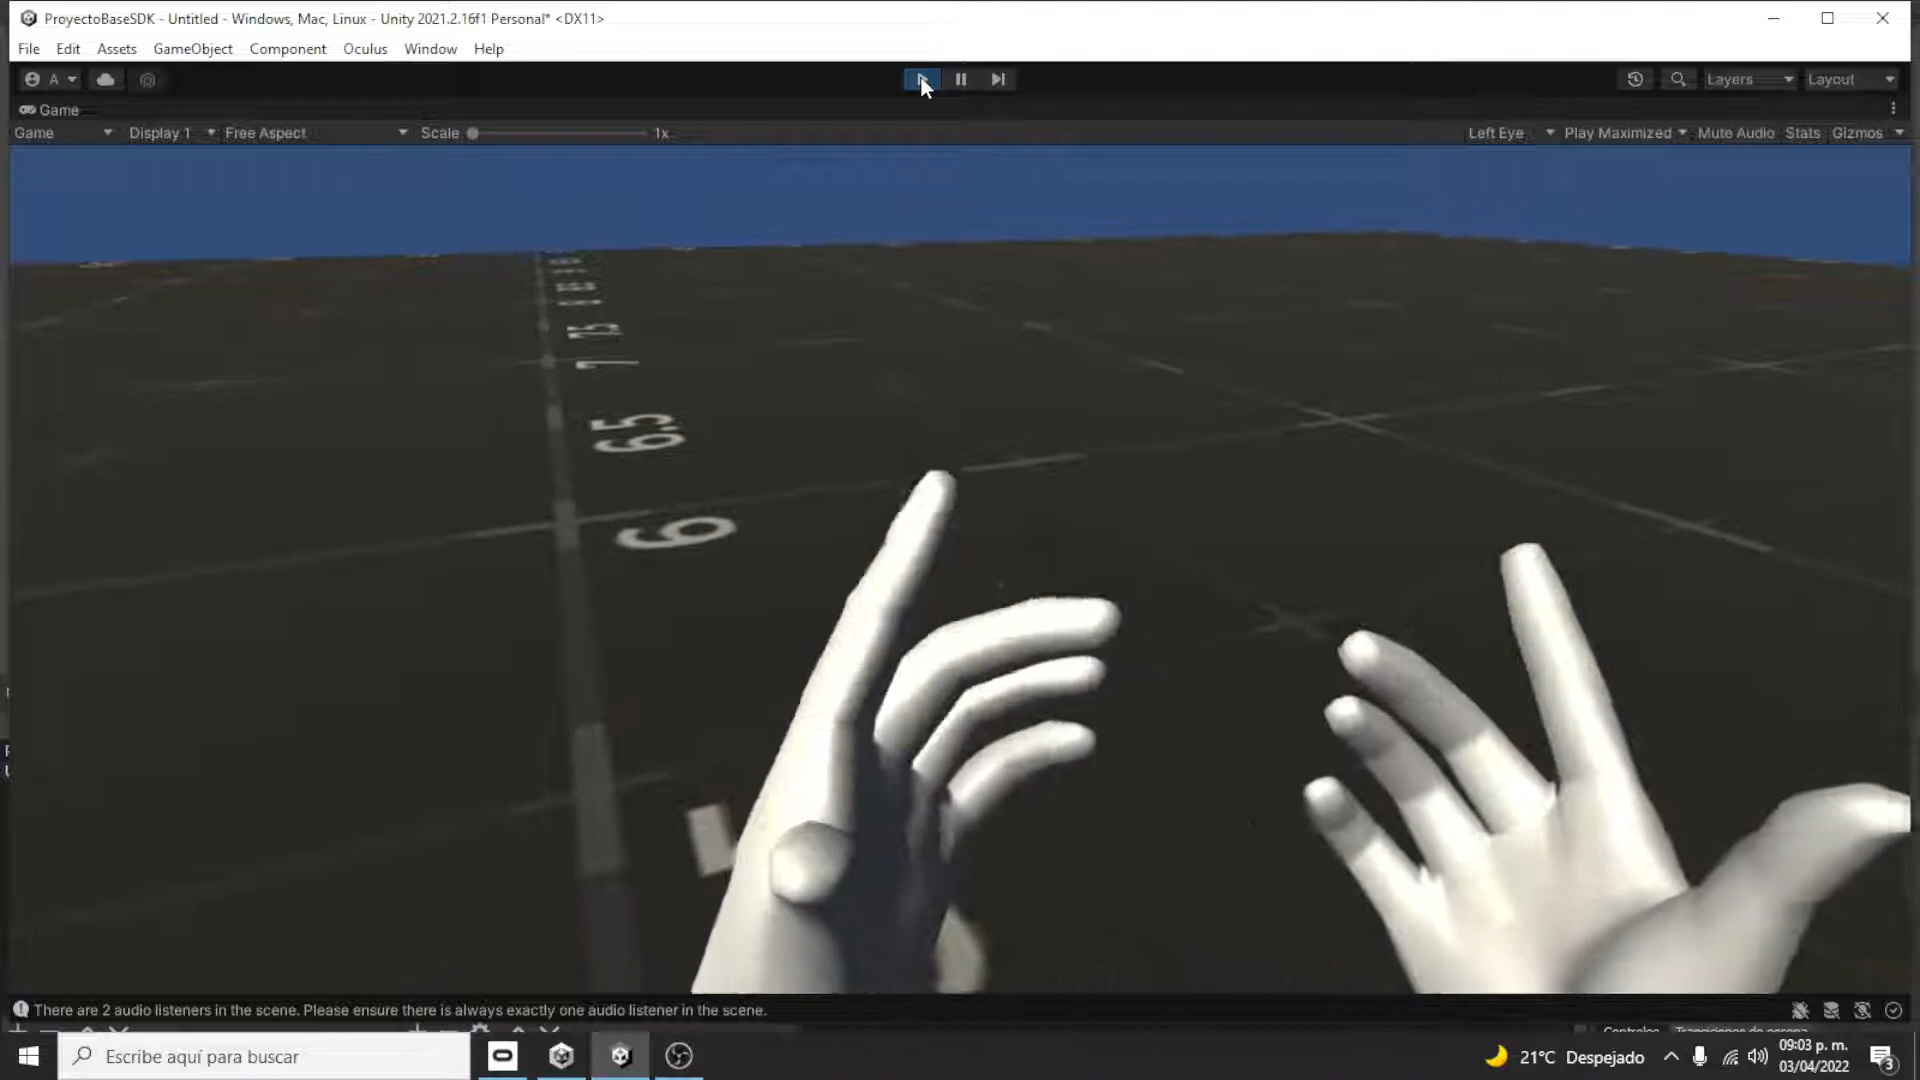 ProyectoBaseSDK - Untitled - Windows, Mac, Linux - Unity 2021.2.16f1 Personal* <DX11>
File Edit Assets GameObject Component Oculus Window Help
A Layers Layout
Game
Game Display 1 Free Aspect Scale 1x Left Eye Play Maximized Mute Audio Stats Gizmos
7.5
7
6.5
6
There are 2 audio listeners in the scene. Please ensure there is always exactly one audio listener in the scene.
Escribe aquí para buscar
21°C Despejado
09:03 p. m.
03/04/2022
3